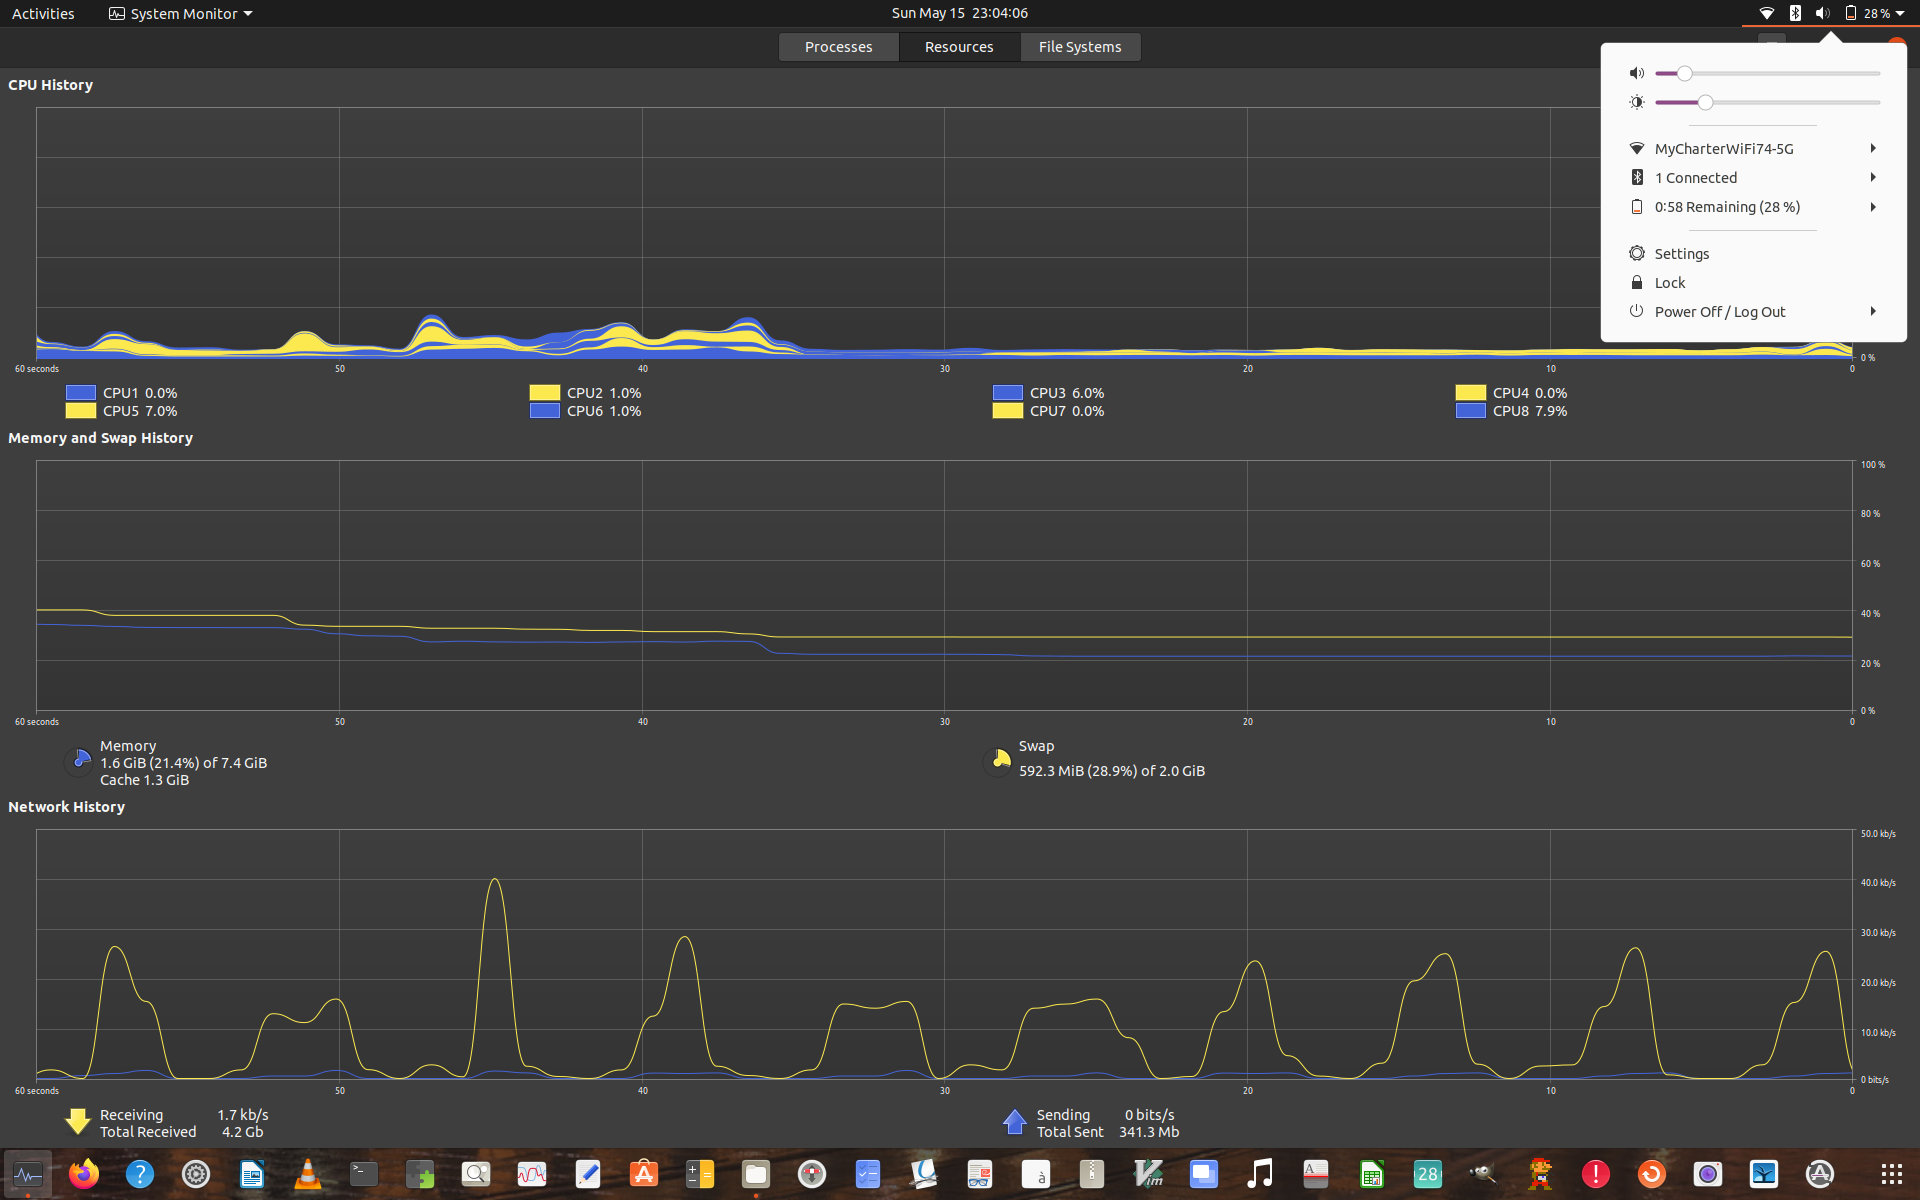 Activities
System Monitor
Sun May 15 23:04:06
28 %
Processes
Resources
File Systems
MyCharterWiFi74-5G
1 Connected
0:58 Remaining (28 %)
Settings
Lock
Power Off / Log Out
CPU History
0 %
60 seconds 50 40 30 20 10 0
CPU1 0.0% CPU2 1.0% CPU3 6.0% CPU4 0.0%
CPU5 7.0% CPU6 1.0% CPU7 0.0% CPU8 7.9%
Memory and Swap History
100 %
80 %
60 %
40 %
20 %
0 %
60 seconds 50 40 30 20 10 0
Memory
1.6 GiB (21.4%) of 7.4 GiB
Cache 1.3 GiB
Swap
592.3 MiB (28.9%) of 2.0 GiB
Network History
50.0 kb/s
40.0 kb/s
30.0 kb/s
20.0 kb/s
10.0 kb/s
0 bits/s
60 seconds 50 40 30 20 10 0
Receiving 1.7 kb/s
Total Received 4.2 Gb
Sending 0 bits/s
Total Sent 341.3 Mb
?
>_
à
Vim
A
28
!